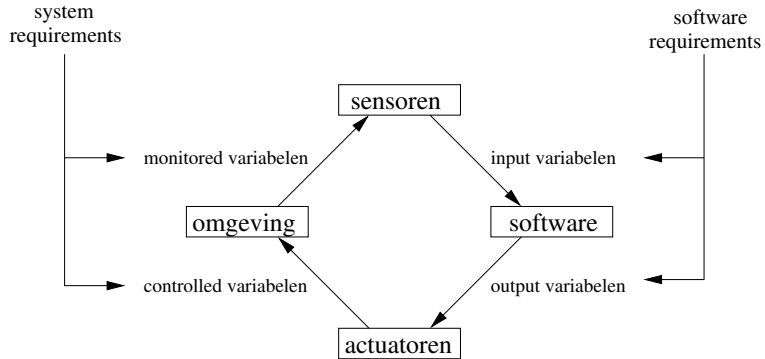 system
requirements
software
requirements
sensoren
monitored variabelen
input variabelen
omgeving
software
controlled variabelen
output variabelen
actuatoren